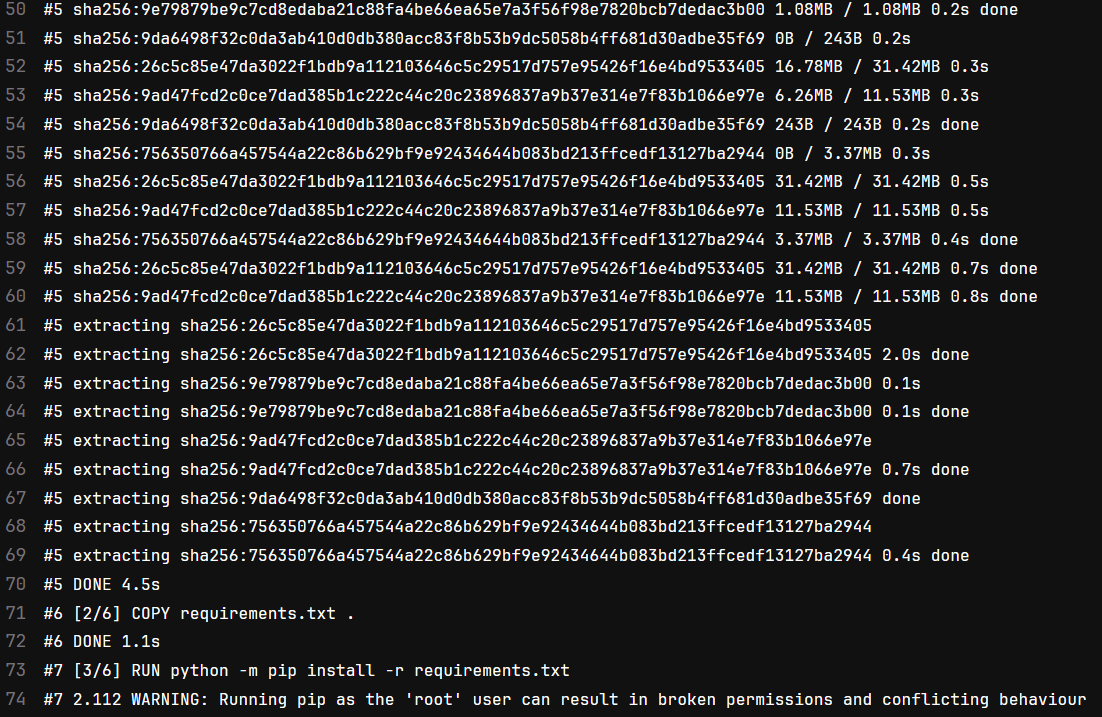 50 #5 sha256:9e79879be9c7cd8edaba21c88fa4be66ea65e7a3f56f98e7820bcb7dedac3b00 1.08MB / 1.08MB 0.2s done
51 #5 sha256:9da6498f32c0da3ab410d0db380acc83f8b53b9dc5058b4ff681d30adbe35f69 0B / 243B 0.2s
52 #5 sha256:26c5c85e47da3022f1bdb9a112103646c5c29517d757e95426f16e4bd9533405 16.78MB / 31.42MB 0.3s
53 #5 sha256:9ad47fcd2c0ce7dad385b1c222c44c20c23896837a9b37e314e7f83b1066e97e 6.26MB / 11.53MB 0.3s
54 #5 sha256:9da6498f32c0da3ab410d0db380acc83f8b53b9dc5058b4ff681d30adbe35f69 243B / 243B 0.2s done
55 #5 sha256:756350766a457544a22c86b629bf9e92434644b083bd213ffcedf13127ba2944 0B / 3.37MB 0.3s
56 #5 sha256:26c5c85e47da3022f1bdb9a112103646c5c29517d757e95426f16e4bd9533405 31.42MB / 31.42MB 0.5s
57 #5 sha256:9ad47fcd2c0ce7dad385b1c222c44c20c23896837a9b37e314e7f83b1066e97e 11.53MB / 11.53MB 0.5s
58 #5 sha256:756350766a457544a22c86b629bf9e92434644b083bd213ffcedf13127ba2944 3.37MB / 3.37MB 0.4s done
59 #5 sha256:26c5c85e47da3022f1bdb9a112103646c5c29517d757e95426f16e4bd9533405 31.42MB / 31.42MB 0.7s done
60 #5 sha256:9ad47fcd2c0ce7dad385b1c222c44c20c23896837a9b37e314e7f83b1066e97e 11.53MB / 11.53MB 0.8s done
61 #5 extracting sha256:26c5c85e47da3022f1bdb9a112103646c5c29517d757e95426f16e4bd9533405
62 #5 extracting sha256:26c5c85e47da3022f1bdb9a112103646c5c29517d757e95426f16e4bd9533405 2.0s done
63 #5 extracting sha256:9e79879be9c7cd8edaba21c88fa4be66ea65e7a3f56f98e7820bcb7dedac3b00 0.1s
64 #5 extracting sha256:9e79879be9c7cd8edaba21c88fa4be66ea65e7a3f56f98e7820bcb7dedac3b00 0.1s done
65 #5 extracting sha256:9ad47fcd2c0ce7dad385b1c222c44c20c23896837a9b37e314e7f83b1066e97e
66 #5 extracting sha256:9ad47fcd2c0ce7dad385b1c222c44c20c23896837a9b37e314e7f83b1066e97e 0.7s done
67 #5 extracting sha256:9da6498f32c0da3ab410d0db380acc83f8b53b9dc5058b4ff681d30adbe35f69 done
68 #5 extracting sha256:756350766a457544a22c86b629bf9e92434644b083bd213ffcedf13127ba2944
69 #5 extracting sha256:756350766a457544a22c86b629bf9e92434644b083bd213ffcedf13127ba2944 0.4s done
70 #5 DONE 4.5s
71 #6 [2/6] COPY requirements.txt .
72 #6 DONE 1.1s
73 #7 [3/6] RUN python -m pip install -r requirements.txt
74 #7 2.112 WARNING: Running pip as the 'root' user can result in broken permissions and conflicting behaviour